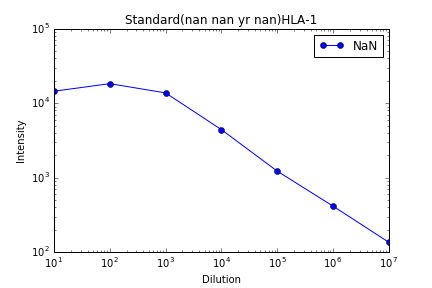 Standard(nan nan yr nan)HLA-1
NaN
Intensity
10^5
10^4
10^3
10^2
10^1 10^2 10^3 10^4 10^5 10^6 10^7
Dilution